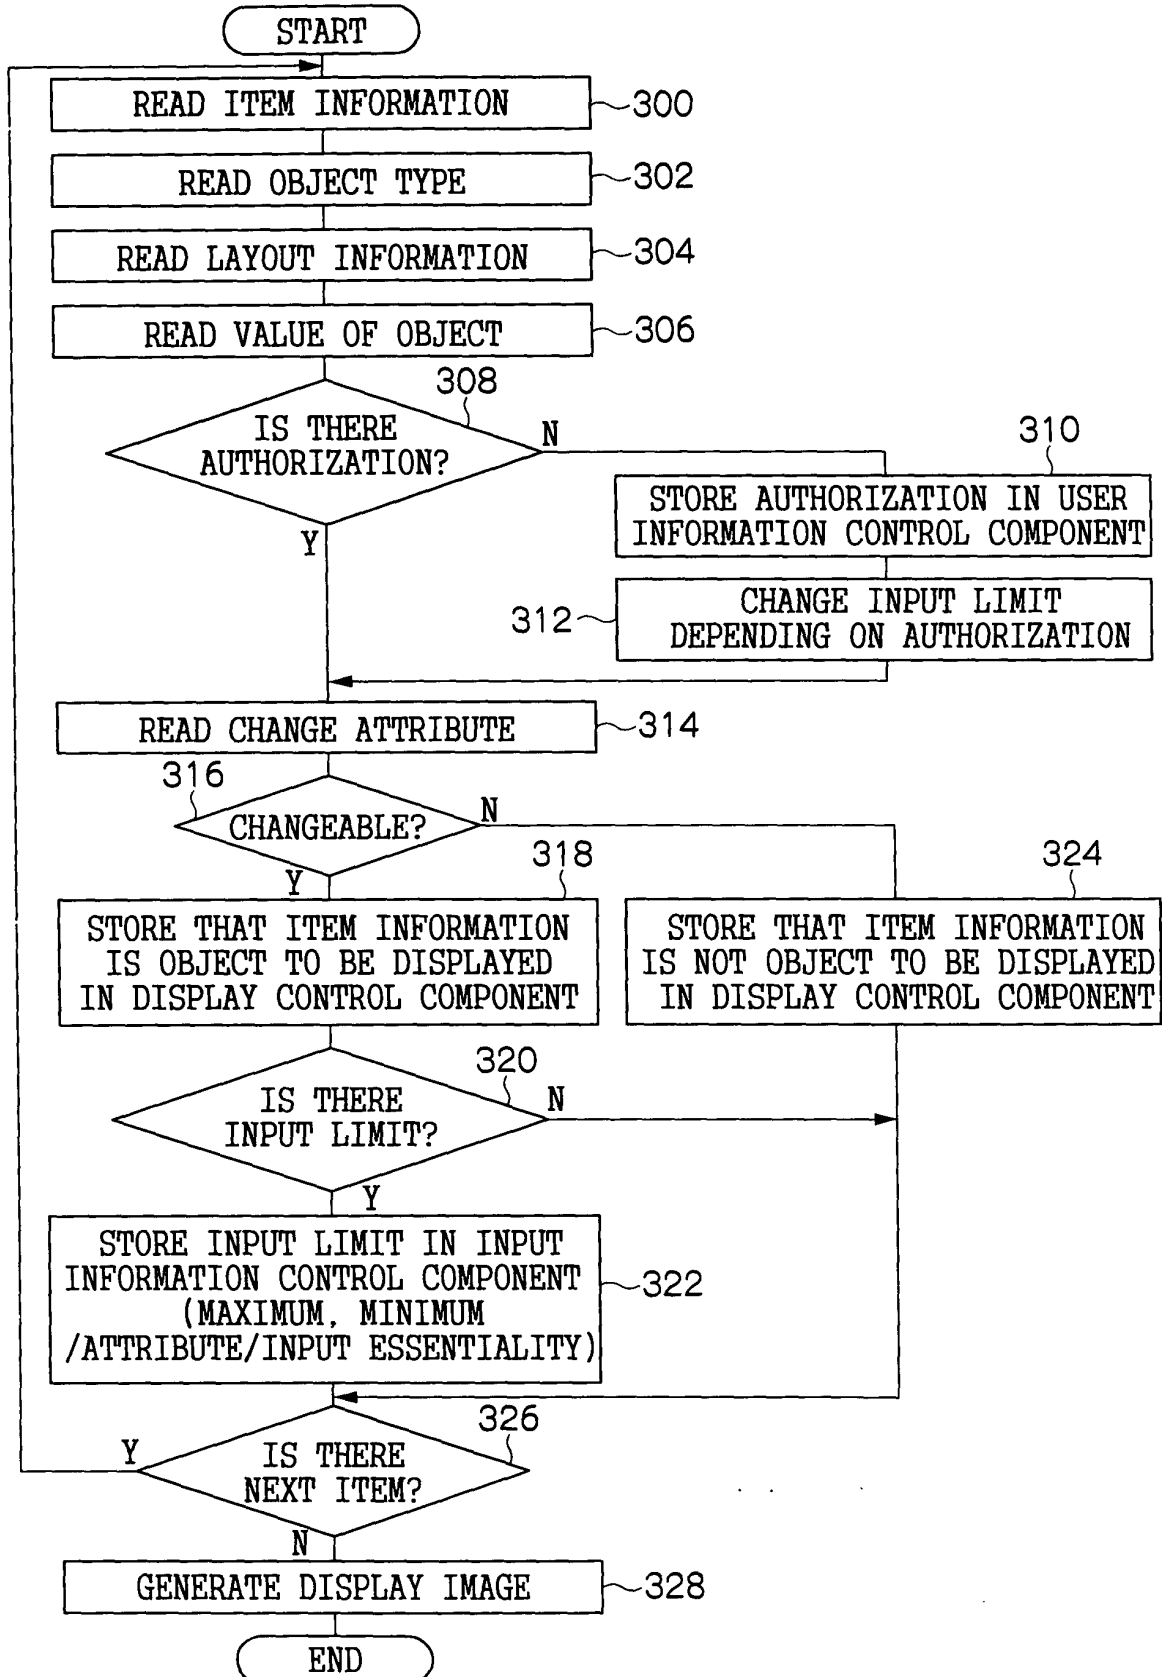 START
READ ITEM INFORMATION
300
READ OBJECT TYPE
302
READ LAYOUT INFORMATION
304
READ VALUE OF OBJECT
306
308
IS THERE
AUTHORIZATION?
N
Y
310
STORE AUTHORIZATION IN USER
INFORMATION CONTROL COMPONENT
312
CHANGE INPUT LIMIT
DEPENDING ON AUTHORIZATION
READ CHANGE ATTRIBUTE
314
316
CHANGEABLE?
N
Y
318
STORE THAT ITEM INFORMATION
IS OBJECT TO BE DISPLAYED
IN DISPLAY CONTROL COMPONENT
324
STORE THAT ITEM INFORMATION
IS NOT OBJECT TO BE DISPLAYED
IN DISPLAY CONTROL COMPONENT
320
IS THERE
INPUT LIMIT?
N
Y
STORE INPUT LIMIT IN INPUT
INFORMATION CONTROL COMPONENT
(MAXIMUM, MINIMUM
/ATTRIBUTE/INPUT ESSENTIALITY)
322
326
Y
IS THERE
NEXT ITEM?
N
GENERATE DISPLAY IMAGE
328
END